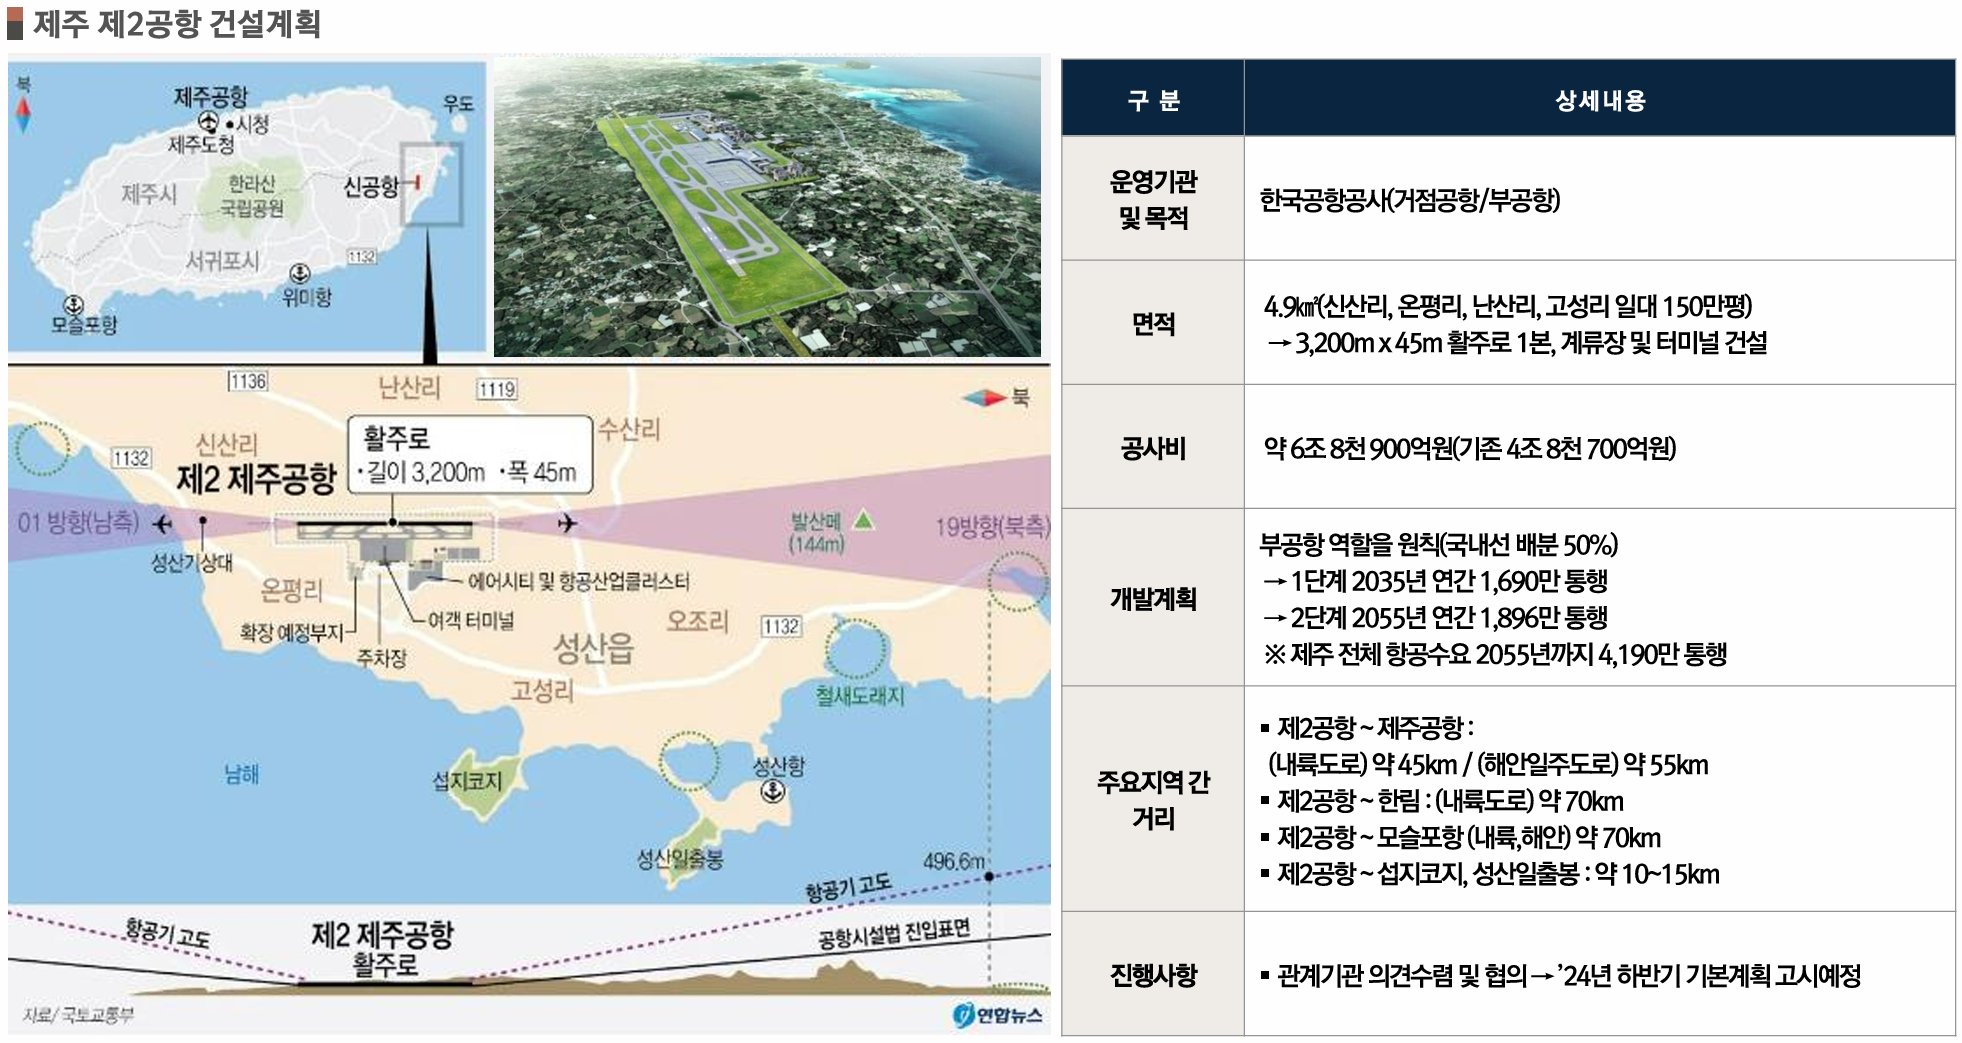 제주 제2공항 건설계획
북
제주공항
시청
제주도청
우도
제주시
한라산
국립공원
신공항
서귀포시
1132
위미항
모슬포항
1136
난산리
1119
북
신산리
수산리
1132
활주로
·길이 3,200m ·폭 45m
제2 제주공항
01 방향(남측)
발산메
(144m)
19방향(북측)
성산기상대
온평리
에어시티 및 항공산업클러스터
확장 예정부지
여객 터미널
오조리
1132
주차장
성산읍
고성리
철새도래지
남해
섭지코지
성산항
성산일출봉
496.6m
항공기 고도
항공기 고도
제2 제주공항
활주로
공항시설법 진입표면
자료/ 국토교통부
연합뉴스
구 분
상세내용
운영기관
및 목적
한국공항공사(거점공항/부공항)
면적
4.9㎢(신산리, 온평리, 난산리, 고성리 일대 150만평)
→ 3,200m x 45m 활주로 1본, 계류장 및 터미널 건설
공사비
약 6조 8천 900억원(기존 4조 8천 700억원)
개발계획
부공항 역할을 원칙(국내선 배분 50%)
→ 1단계 2035년 연간 1,690만 통행
→ 2단계 2055년 연간 1,896만 통행
※ 제주 전체 항공수요 2055년까지 4,190만 통행
주요지역 간
거리
▪ 제2공항 ~ 제주공항 :
(내륙도로) 약 45km / (해안일주도로) 약 55km
▪ 제2공항 ~ 한림 : (내륙도로) 약 70km
▪ 제2공항 ~ 모슬포항 (내륙,해안) 약 70km
▪ 제2공항 ~ 섭지코지, 성산일출봉 : 약 10~15km
진행사항
▪ 관계기관 의견수렴 및 협의 → ’24년 하반기 기본계획 고시예정